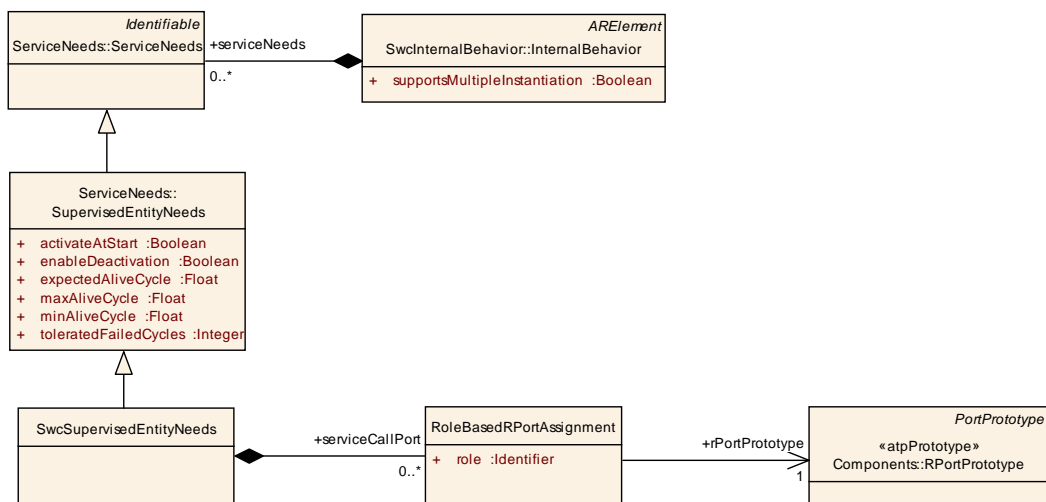 Identifiable
ServiceNeeds::ServiceNeeds
+serviceNeeds
0..*
ARElement
SwcInternalBehavior::InternalBehavior
+ supportsMultipleInstantiation :Boolean
ServiceNeeds::
SupervisedEntityNeeds
+ activateAtStart :Boolean
+ enableDeactivation :Boolean
+ expectedAliveCycle :Float
+ maxAliveCycle :Float
+ minAliveCycle :Float
+ toleratedFailedCycles :Integer
SwcSupervisedEntityNeeds
+serviceCallPort
0..*
RoleBasedRPortAssignment
+ role :Identifier
+rPortPrototype
1
PortPrototype
«atpPrototype»
Components::RPortPrototype